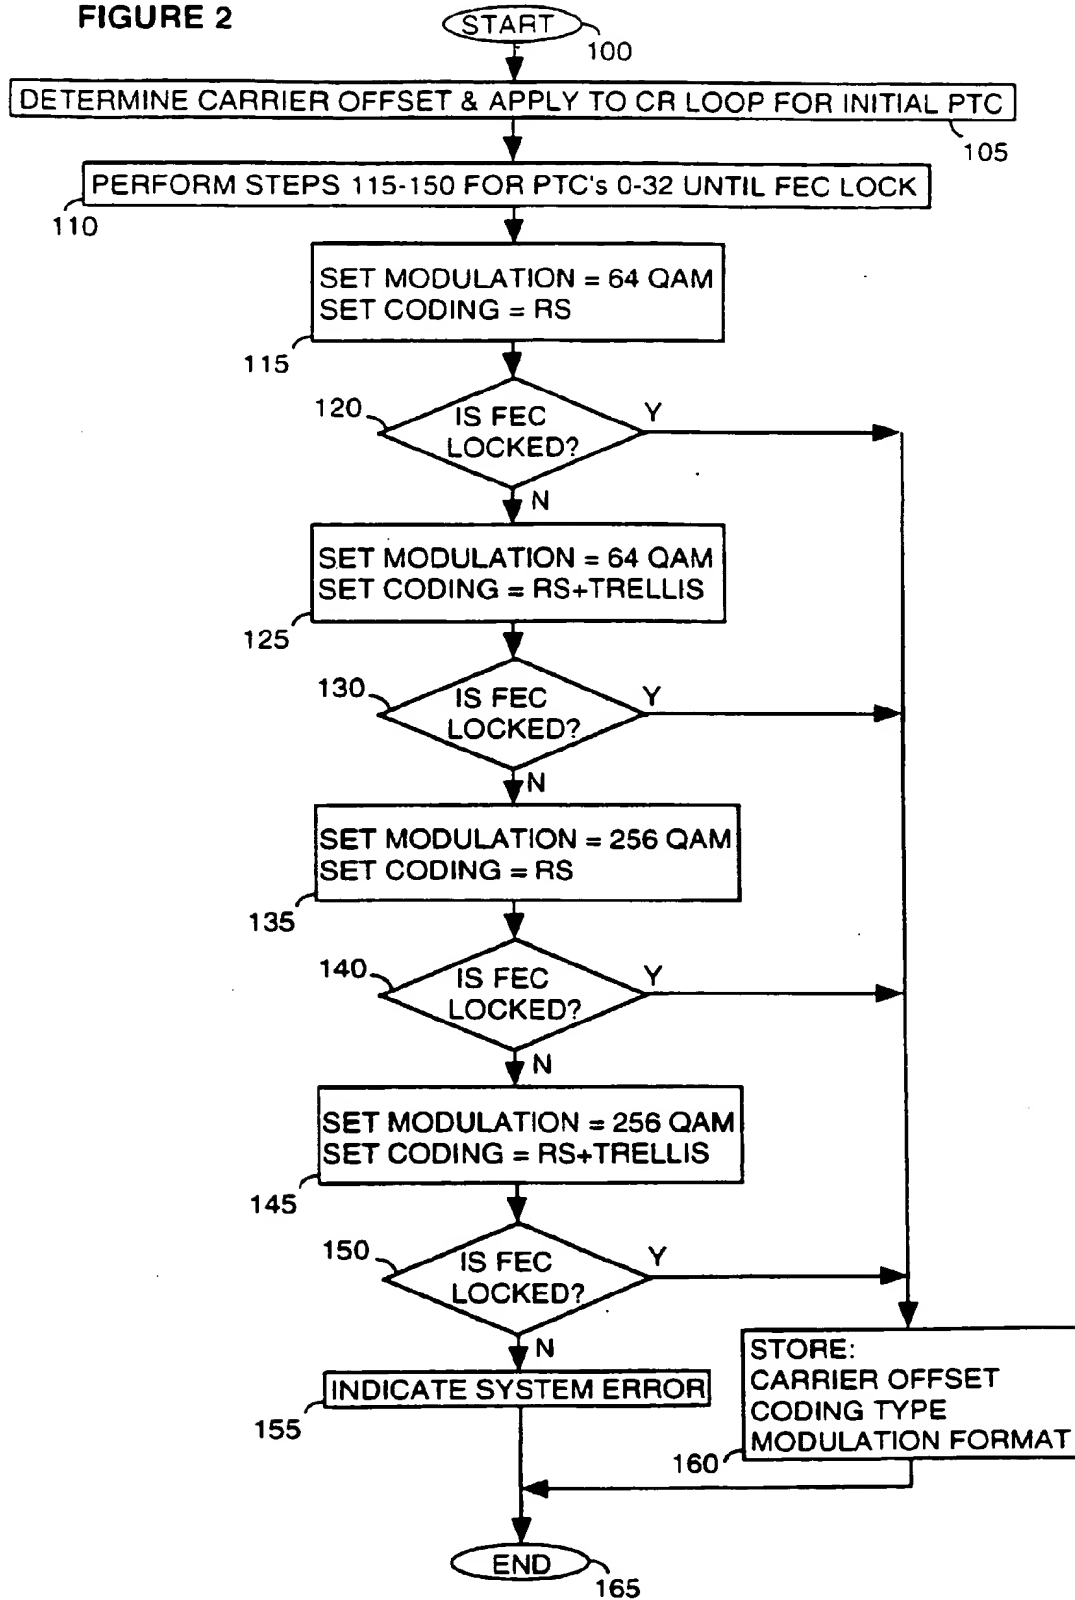 FIGURE 2
START
100
DETERMINE CARRIER OFFSET & APPLY TO CR LOOP FOR INITIAL PTC
105
PERFORM STEPS 115-150 FOR PTC's 0-32 UNTIL FEC LOCK
110
SET MODULATION = 64 QAM
SET CODING = RS
115
120
IS FEC
LOCKED?
Y
N
SET MODULATION = 64 QAM
SET CODING = RS+TRELLIS
125
130
IS FEC
LOCKED?
Y
N
SET MODULATION = 256 QAM
SET CODING = RS
135
140
IS FEC
LOCKED?
Y
N
SET MODULATION = 256 QAM
SET CODING = RS+TRELLIS
145
150
IS FEC
LOCKED?
Y
N
INDICATE SYSTEM ERROR
155
STORE:
CARRIER OFFSET
CODING TYPE
MODULATION FORMAT
160
END
165